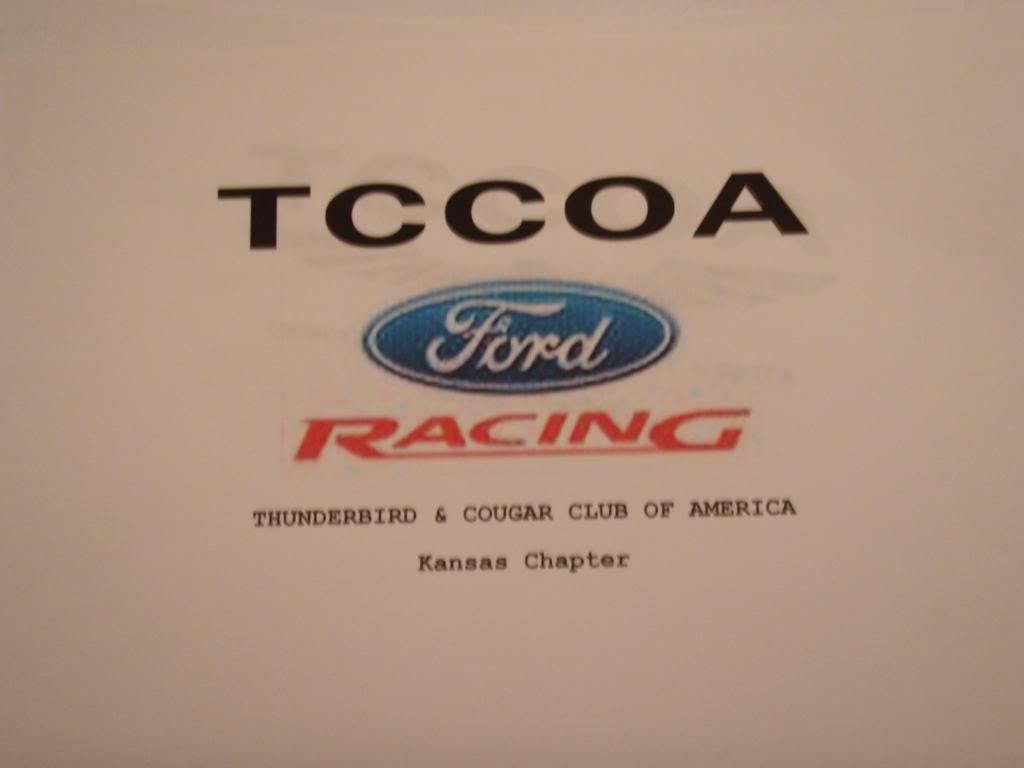 TCCOA
Ford
RACING
THUNDERBIRD & COUGAR CLUB OF AMERICA
Kansas Chapter